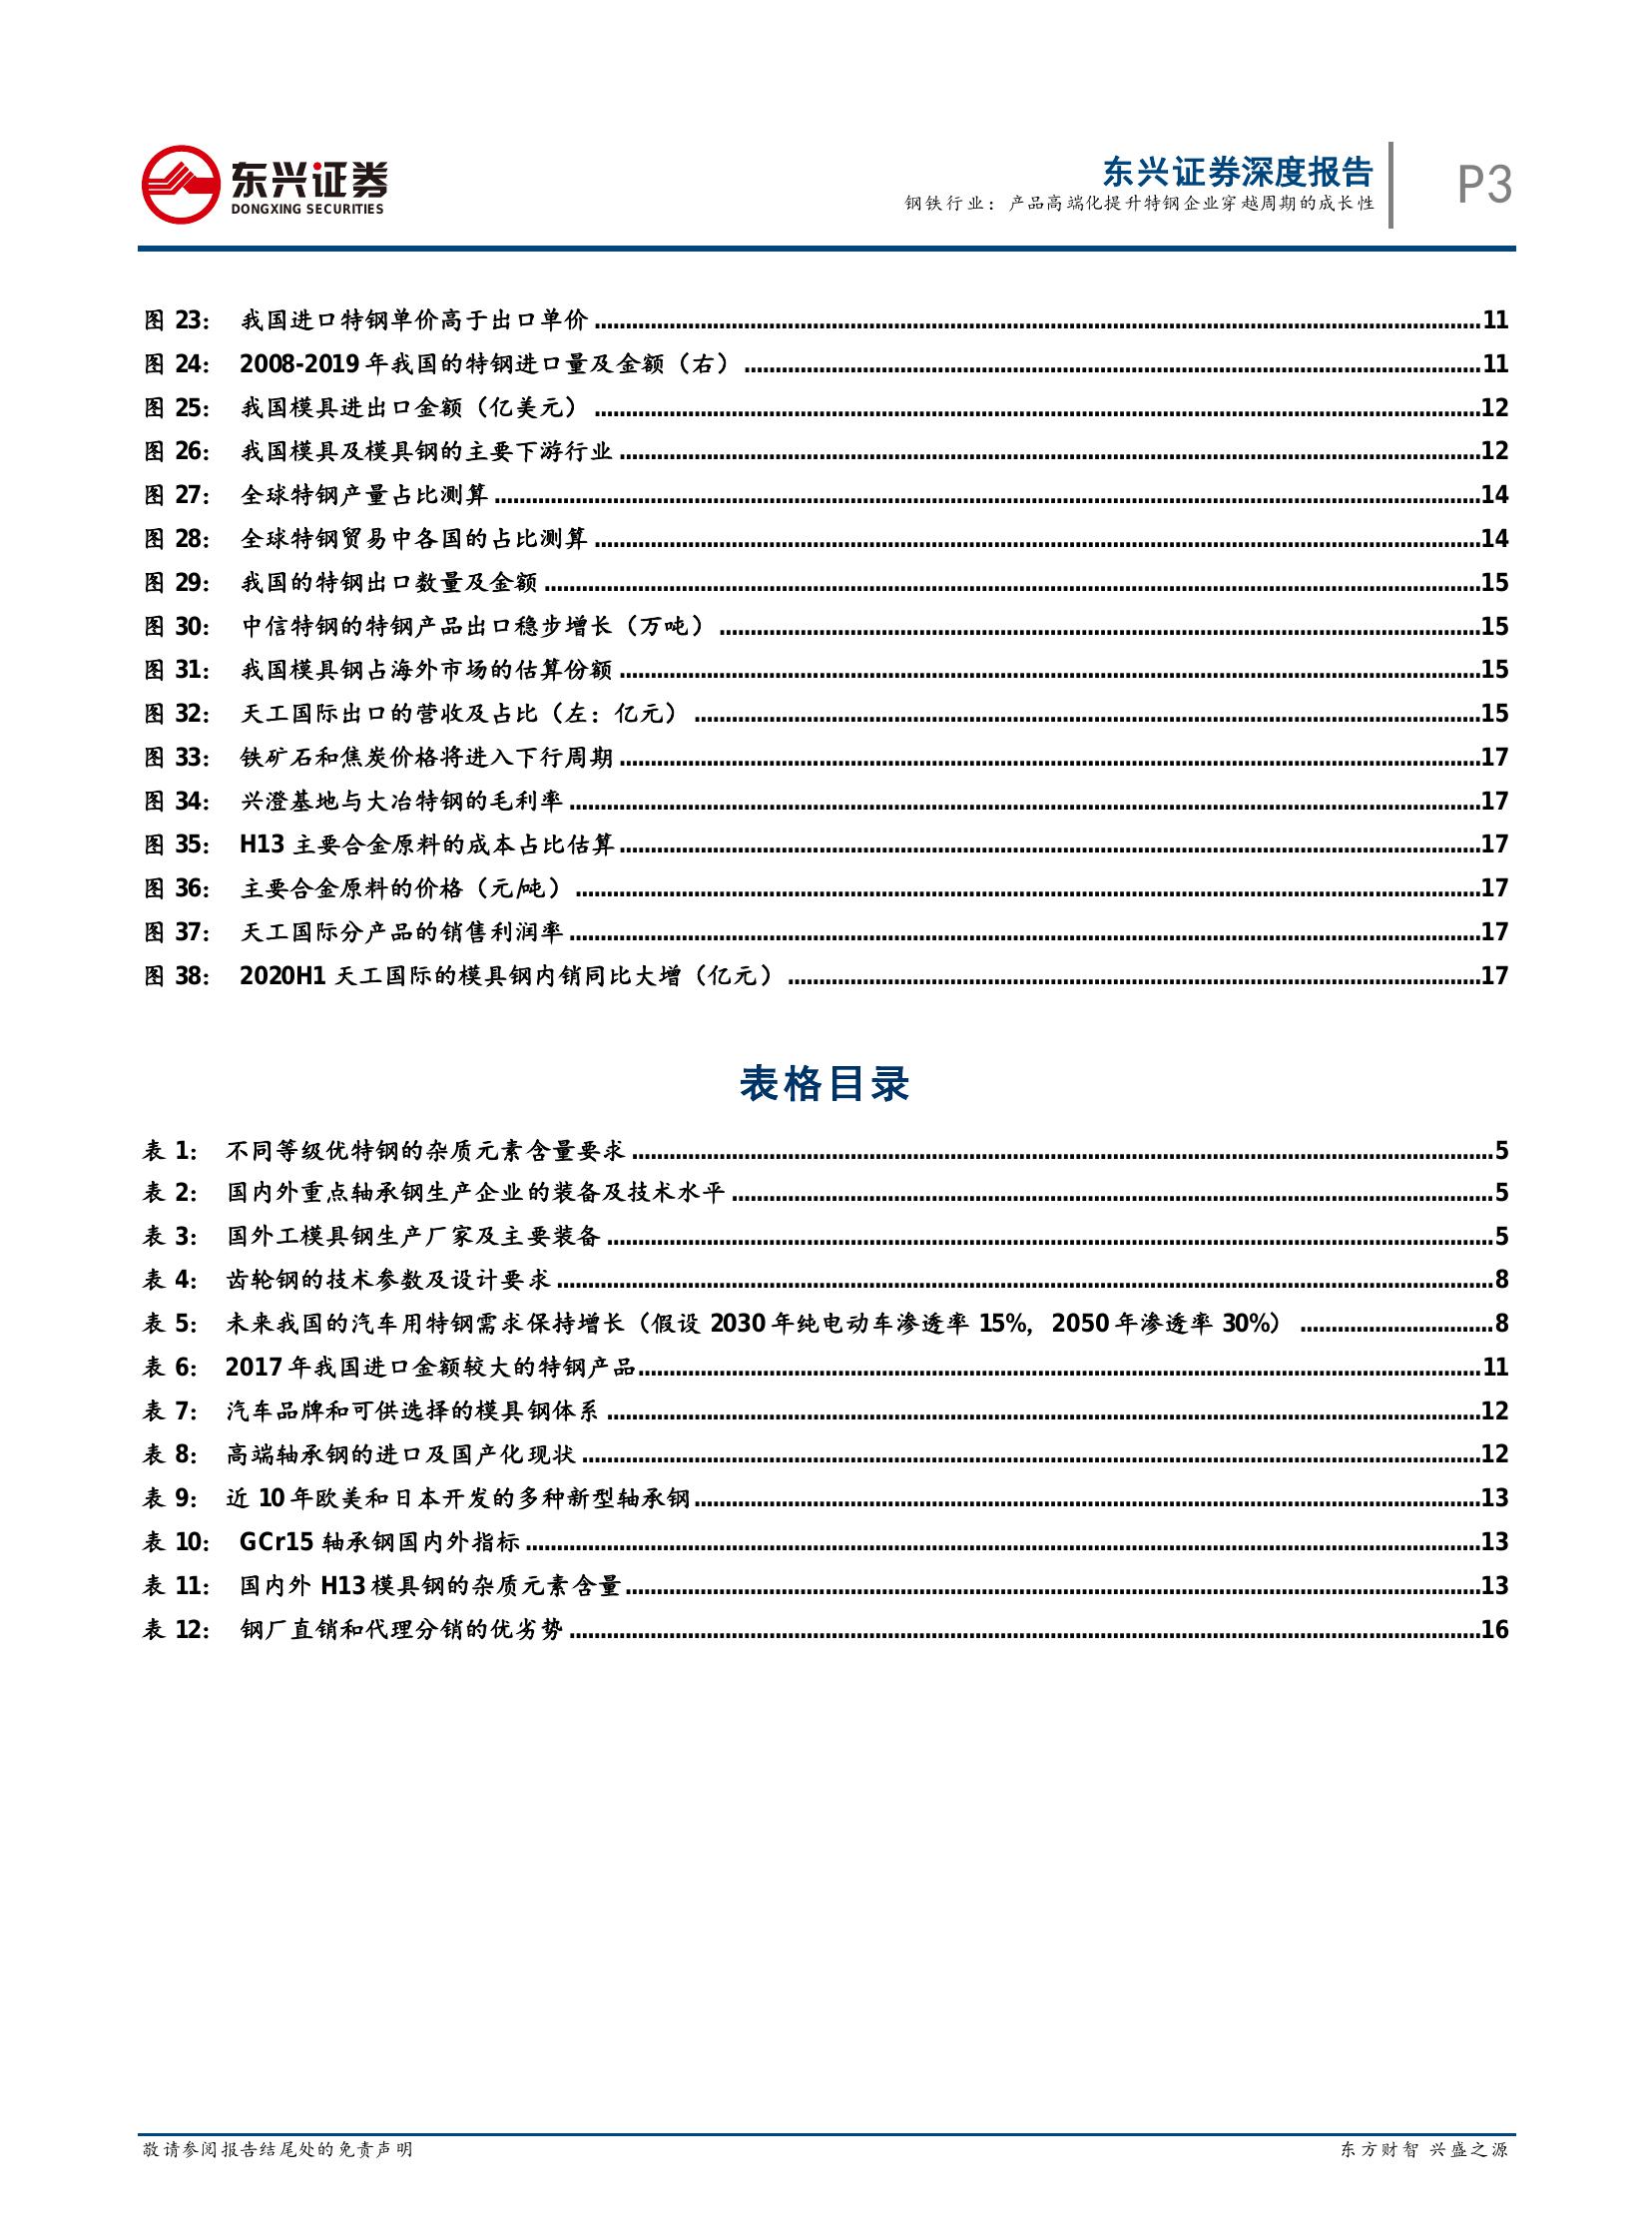 东兴证券
DONGXING SECURITIES
东兴证券深度报告
钢铁行业：产品高端化提升特钢企业穿越周期的成长性
P3
图 23： 我国进口特钢单价高于出口单价 ........ 11
图 24： 2008-2019 年我国的特钢进口量及金额（右） ........ 11
图 25： 我国模具进出口金额（亿美元） ........ 12
图 26： 我国模具及模具钢的主要下游行业 ........ 12
图 27： 全球特钢产量占比测算 ........ 14
图 28： 全球特钢贸易中各国的占比测算 ........ 14
图 29： 我国的特钢出口数量及金额 ........ 15
图 30： 中信特钢的特钢产品出口稳步增长（万吨） ........ 15
图 31： 我国模具钢占海外市场的估算份额 ........ 15
图 32： 天工国际出口的营收及占比（左：亿元） ........ 15
图 33： 铁矿石和焦炭价格将进入下行周期 ........ 17
图 34： 兴澄基地与大冶特钢的毛利率 ........ 17
图 35： H13 主要合金原料的成本占比估算 ........ 17
图 36： 主要合金原料的价格（元/吨） ........ 17
图 37： 天工国际分产品的销售利润率 ........ 17
图 38： 2020H1 天工国际的模具钢内销同比大增（亿元） ........ 17
表格目录
表 1： 不同等级优特钢的杂质元素含量要求 ........ 5
表 2： 国内外重点轴承钢生产企业的装备及技术水平 ........ 5
表 3： 国外工模具钢生产厂家及主要装备 ........ 5
表 4： 齿轮钢的技术参数及设计要求 ........ 8
表 5： 未来我国的汽车用特钢需求保持增长（假设 2030 年纯电动车渗透率 15%，2050 年渗透率 30%） ........ 8
表 6： 2017 年我国进口金额较大的特钢产品 ........ 11
表 7： 汽车品牌和可供选择的模具钢体系 ........ 12
表 8： 高端轴承钢的进口及国产化现状 ........ 12
表 9： 近 10 年欧美和日本开发的多种新型轴承钢 ........ 13
表 10： GCr15 轴承钢国内外指标 ........ 13
表 11： 国内外 H13 模具钢的杂质元素含量 ........ 13
表 12： 钢厂直销和代理分销的优劣势 ........ 16
敬请参阅报告结尾处的免责声明
东方财智 兴盛之源